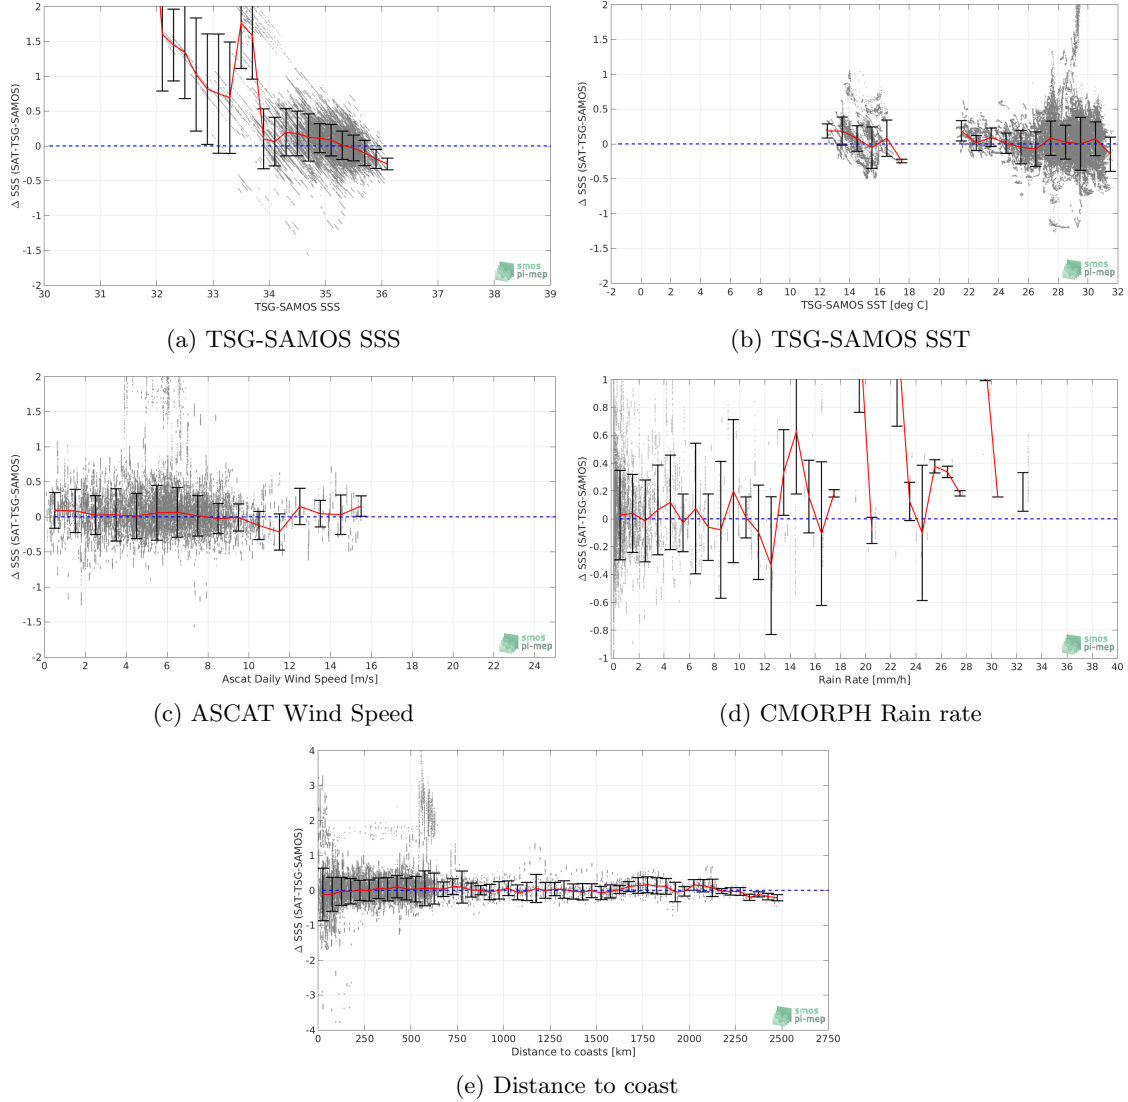 2
1.5
1
0.5
0
-0.5
-1
-1.5
-2
Δ SSS (SAT-TSG-SAMOS)
30 31 32 33 34 35 36 37 38 39
TSG-SAMOS SSS
smos
pi-mep
(a) TSG-SAMOS SSS
2
1.5
1
0.5
0
-0.5
-1
-1.5
-2
Δ SSS (SAT-TSG-SAMOS)
-2 0 2 4 6 8 10 12 14 16 18 20 22 24 26 28 30 32
TSG-SAMOS SST [deg C]
smos
pi-mep
(b) TSG-SAMOS SST
2
1.5
1
0.5
0
-0.5
-1
-1.5
-2
Δ SSS (SAT-TSG-SAMOS)
0 2 4 6 8 10 12 14 16 18 20 22 24
Ascat Daily Wind Speed [m/s]
smos
pi-mep
(c) ASCAT Wind Speed
1
0.8
0.6
0.4
0.2
0
-0.2
-0.4
-0.6
-0.8
-1
Δ SSS (SAT-TSG-SAMOS)
0 2 4 6 8 10 12 14 16 18 20 22 24 26 28 30 32 34 36 38 40
Rain Rate [mm/h]
smos
pi-mep
(d) CMORPH Rain rate
4
3
2
1
0
-1
-2
-3
-4
Δ SSS (SAT-TSG-SAMOS)
0 250 500 750 1000 1250 1500 1750 2000 2250 2500 2750
Distance to coasts [km]
smos
pi-mep
(e) Distance to coast